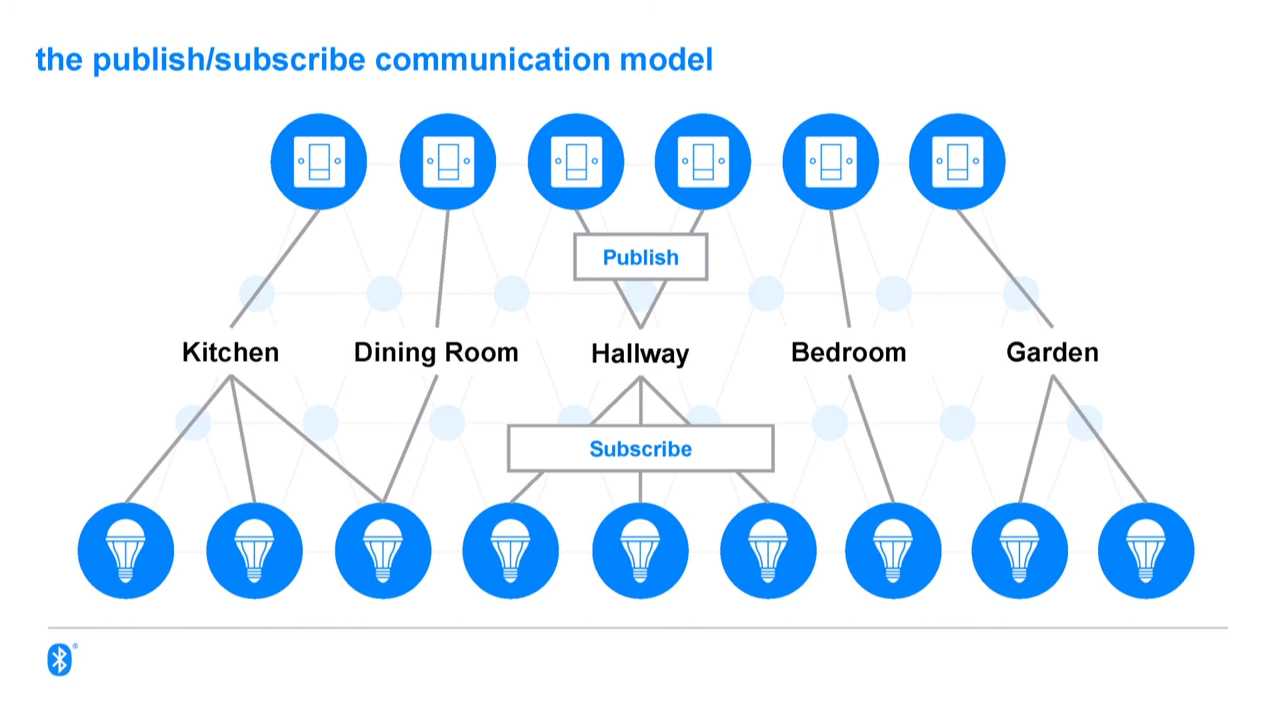 the publish/subscribe communication model
Publish
Kitchen
Dining Room
Hallway
Bedroom
Garden
Subscribe
®